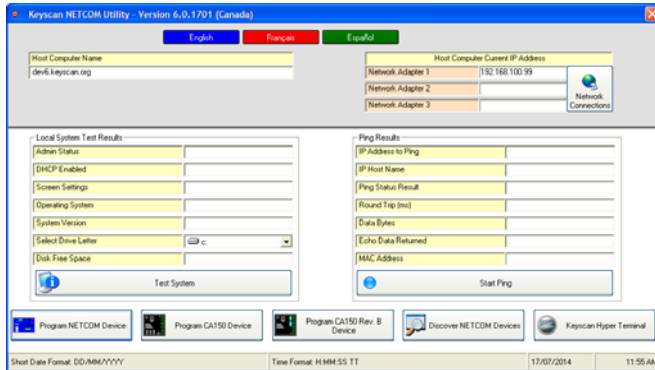 Keyscan NETCOM Utility - Version 6.0.1701 (Canada)
English Français Español
Host Computer Name
dev6.keyscan.org
Host Computer Current IP Address
Network Adapter 1 192.168.100.99
Network Adapter 2
Network Adapter 3
Network Connections
Local System Test Results
Admin Status
DHCP Enabled
Screen Settings
Operating System
System Version
Select Drive Letter c:
Disk Free Space
Test System
Ping Results
IP Address to Ping
IP Host Name
Ping Status Result
Round Trip (ms)
Data Bytes
Echo Data Returned
MAC Address
Start Ping
Program NETCOM Device
Program CA150 Device
Program CA150 Rev. B Device
Discover NETCOM Devices
Keyscan Hyper Terminal
Short Date Format: DD/MM/YYYY Time Format: H:MM:SS TT 17/07/2014 11:55 AM